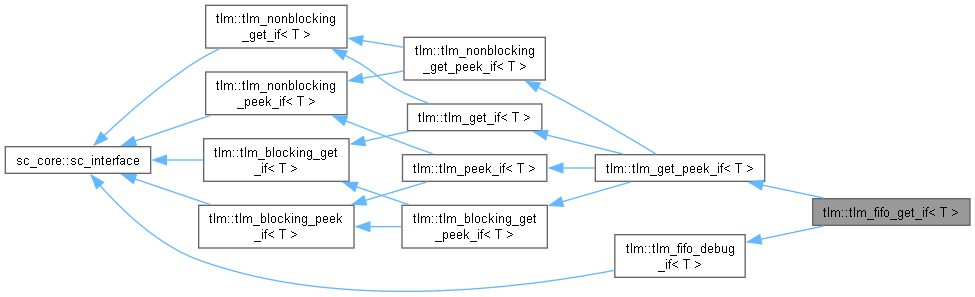 tlm::tlm_nonblocking
_get_if< T >
tlm::tlm_nonblocking
_get_peek_if< T >
tlm::tlm_nonblocking
_peek_if< T >
tlm::tlm_get_if< T >
sc_core::sc_interface
tlm::tlm_blocking_get
_if< T >
tlm::tlm_peek_if< T >
tlm::tlm_get_peek_if< T >
tlm::tlm_blocking_peek
_if< T >
tlm::tlm_blocking_get
_peek_if< T >
tlm::tlm_fifo_get_if< T >
tlm::tlm_fifo_debug
_if< T >